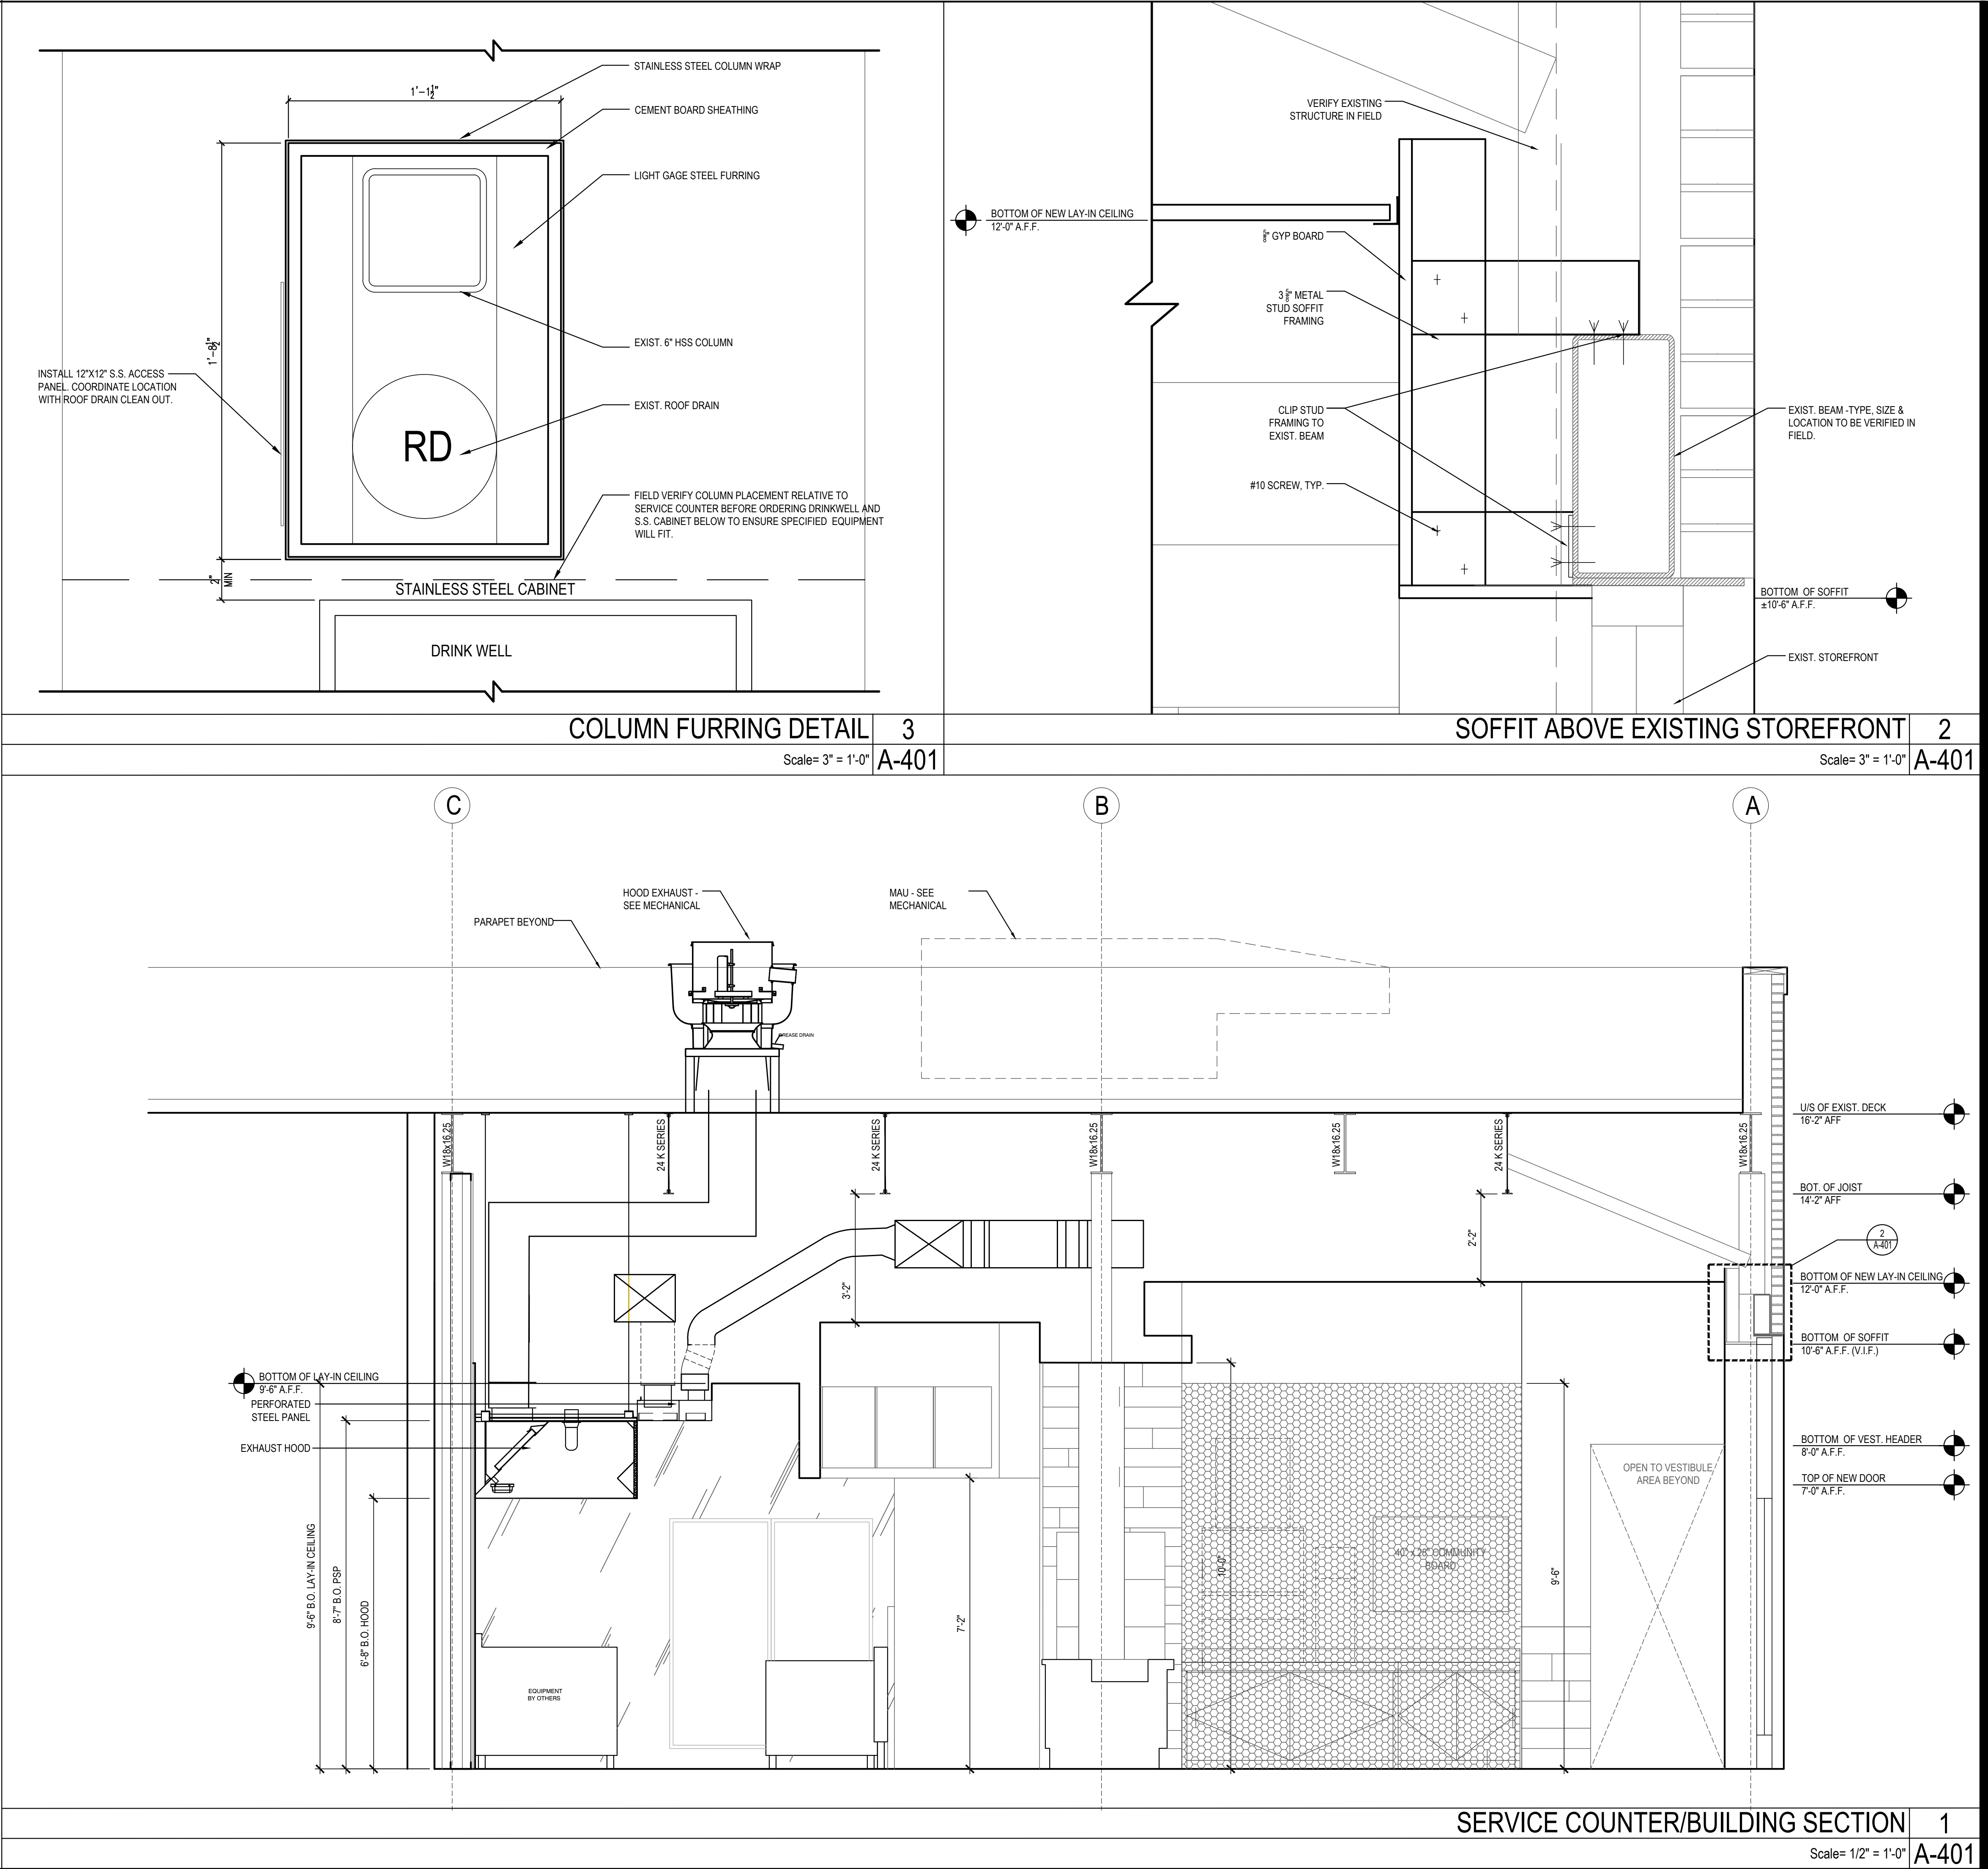 1'-1½"
STAINLESS STEEL COLUMN WRAP
CEMENT BOARD SHEATHING
LIGHT GAGE STEEL FURRING
1'-8½"
EXIST. 6" HSS COLUMN
INSTALL 12"X12" S.S. ACCESS
PANEL. COORDINATE LOCATION
WITH ROOF DRAIN CLEAN OUT.
EXIST. ROOF DRAIN
RD
FIELD VERIFY COLUMN PLACEMENT RELATIVE TO
SERVICE COUNTER BEFORE ORDERING DRINKWELL AND
S.S. CABINET BELOW TO ENSURE SPECIFIED EQUIPMENT
WILL FIT.
2"
MIN
STAINLESS STEEL CABINET
DRINK WELL
COLUMN FURRING DETAIL
3
Scale= 3" = 1'-0"
A-401
VERIFY EXISTING
STRUCTURE IN FIELD
BOTTOM OF NEW LAY-IN CEILING
12'-0" A.F.F.
⅝" GYP BOARD
3 ⅝" METAL
STUD SOFFIT
FRAMING
CLIP STUD
FRAMING TO
EXIST. BEAM
EXIST. BEAM -TYPE, SIZE &
LOCATION TO BE VERIFIED IN
FIELD.
#10 SCREW, TYP.
BOTTOM OF SOFFIT
±10'-6" A.F.F.
EXIST. STOREFRONT
SOFFIT ABOVE EXISTING STOREFRONT
2
Scale= 3" = 1'-0"
A-401
C
B
A
HOOD EXHAUST -
SEE MECHANICAL
MAU - SEE
MECHANICAL
PARAPET BEYOND
GREASE DRAIN
W18x16.25
24 K SERIES
24 K SERIES
W18x16.25
W18x16.25
24 K SERIES
W18x16.25
U/S OF EXIST. DECK
16'-2" AFF
BOT. OF JOIST
14'-2" AFF
2
A-401
2'-2"
3'-2"
BOTTOM OF NEW LAY-IN CEILING
12'-0" A.F.F.
BOTTOM OF SOFFIT
10'-6" A.F.F. (V.I.F.)
BOTTOM OF LAY-IN CEILING
9'-6" A.F.F.
PERFORATED
STEEL PANEL
EXHAUST HOOD
BOTTOM OF VEST. HEADER
8'-0" A.F.F.
TOP OF NEW DOOR
7'-0" A.F.F.
OPEN TO VESTIBULE
AREA BEYOND
9'-6" B.O. LAY-IN CEILING
8'-7" B.O. PSP
6'-8" B.O. HOOD
40" x 28" COMMUNITY
BOARD
10'-0"
9'-6"
7'-2"
EQUIPMENT
BY OTHERS
SERVICE COUNTER/BUILDING SECTION
1
Scale= 1/2" = 1'-0"
A-401